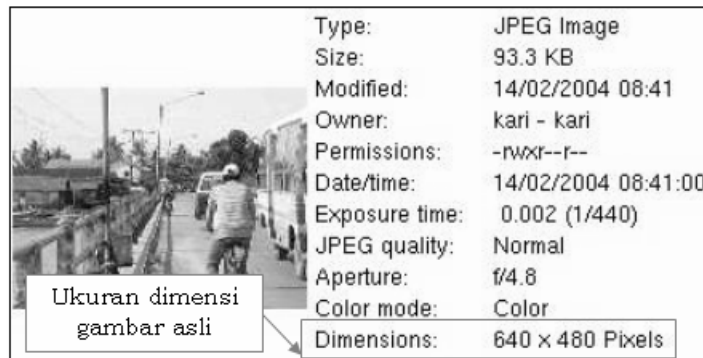 Type: JPEG Image
Size: 93.3 KB
Modified: 14/02/2004 08:41
Owner: kari - kari
Permissions: -rwxr--r--
Date/time: 14/02/2004 08:41:00
Exposure time: 0.002 (1/440)
JPEG quality: Normal
Aperture: f/4.8
Color mode: Color
Dimensions: 640 x 480 Pixels
Ukuran dimensi
gambar asli